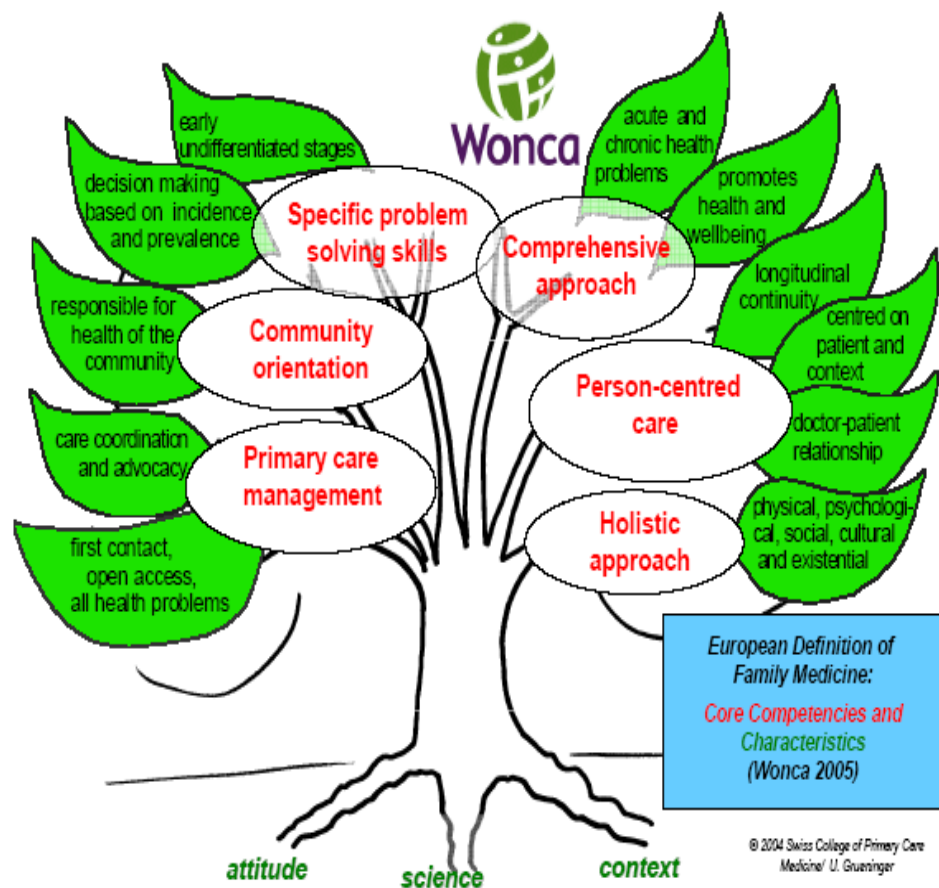 Wonca
early
undifferentiated stages
decision making
based on incidence
and prevalence
responsible for
health of the
community
care coordination
and advocacy
first contact,
open access,
all health problems
Specific problem
solving skills
Community
orientation
Primary care
management
Comprehensive
approach
Person-centred
care
Holistic
approach
acute and
chronic health
problems
promotes
health and
wellbeing
longitudinal
continuity
centred on
patient and
context
doctor-patient
relationship
physical, psychologi-
cal, social, cultural
and existential
European Definition of
Family Medicine:
Core Competencies and
Characteristics
(Wonca 2005)
attitude
science
context
© 2004 Swiss College of Primary Care
Medicine/ U. Grueninger